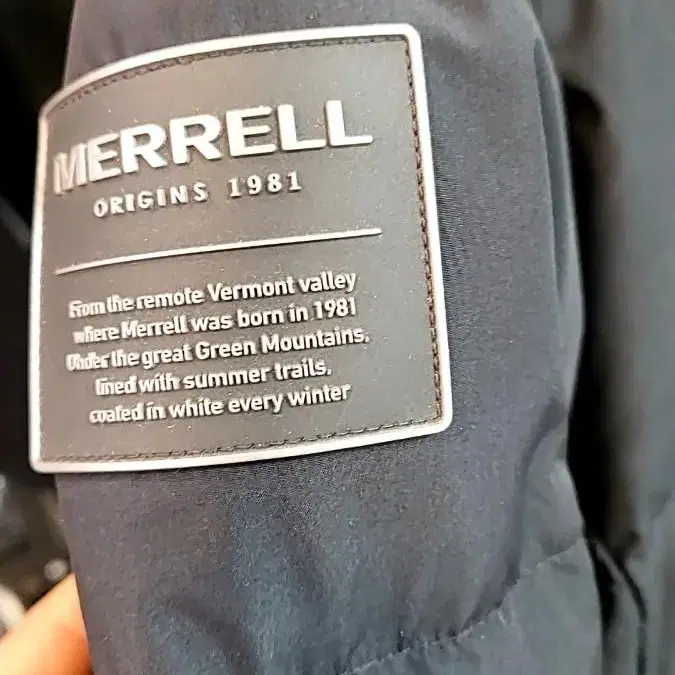 MERRELL
ORIGINS 1981
From the remote Vermont valley
where Merrell was born in 1981
Under the great Green Mountains,
lined with summer trails,
coated in white every winter